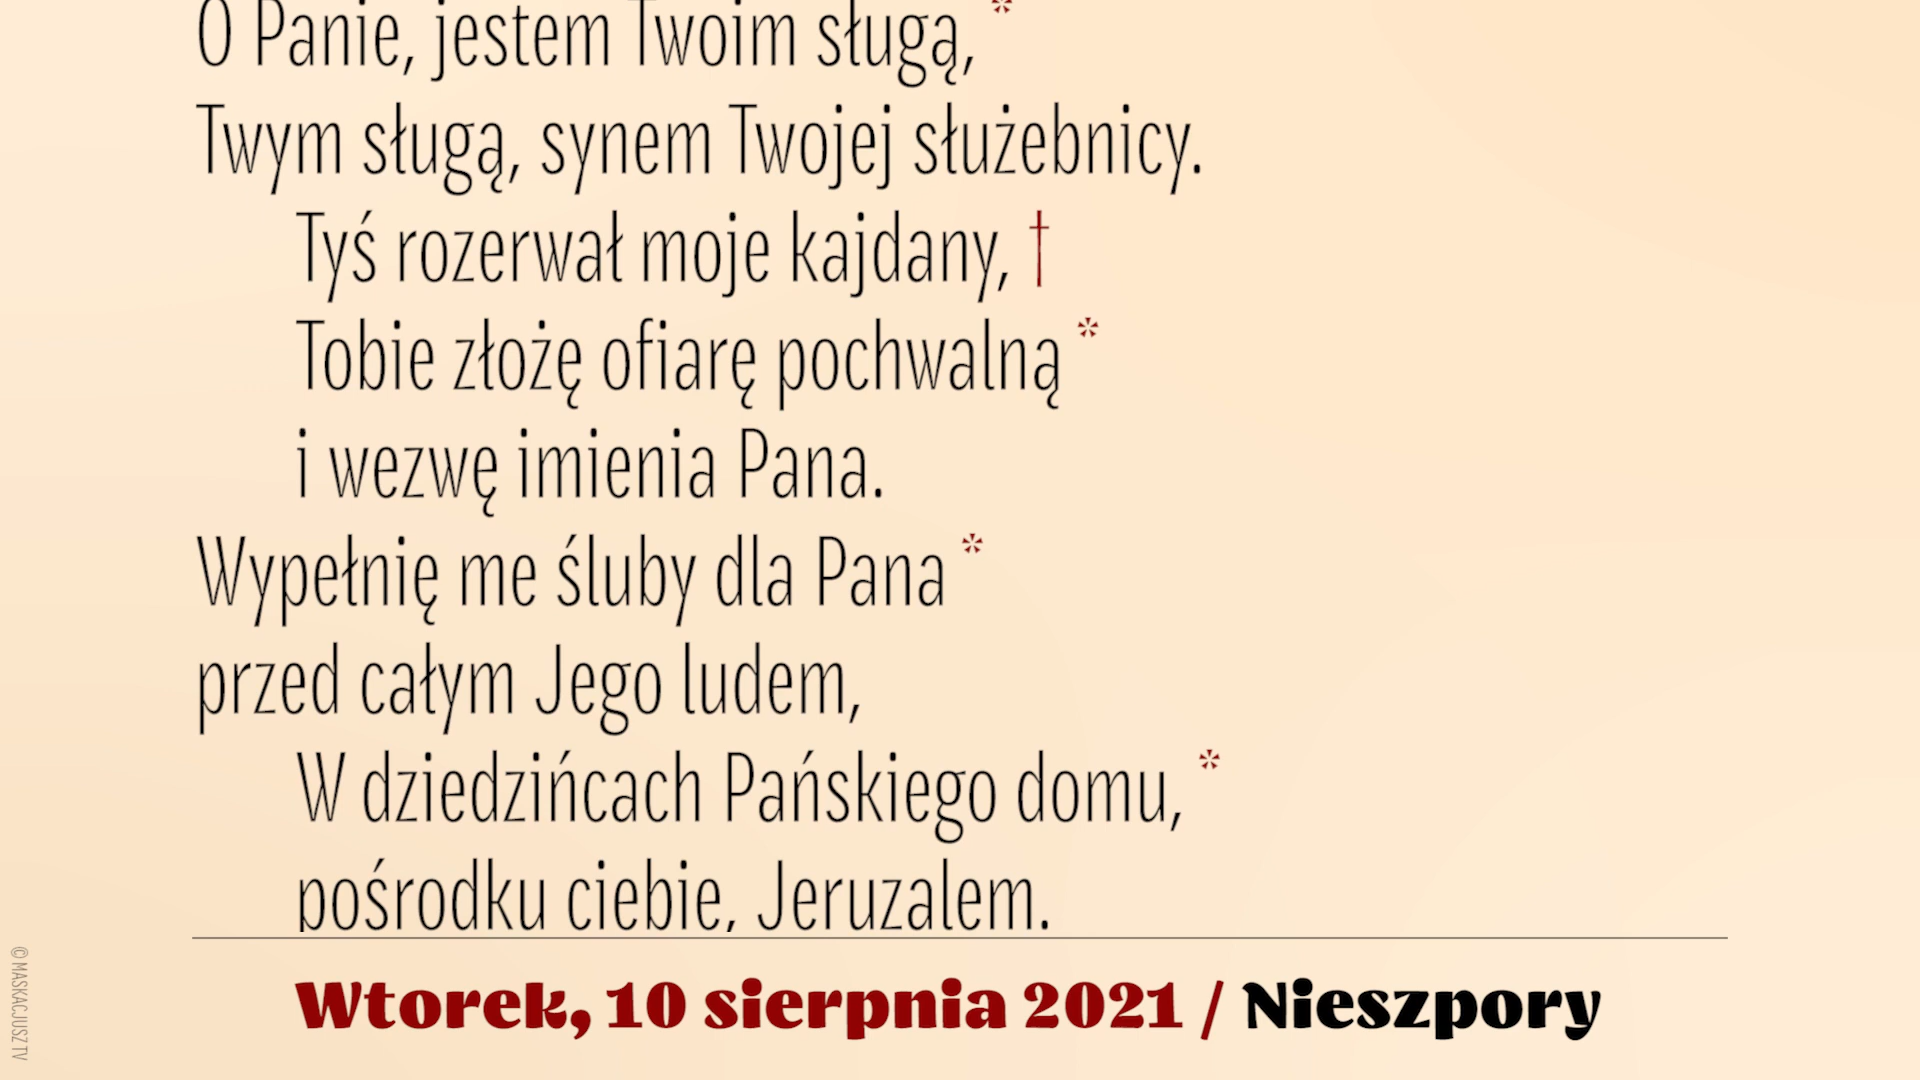 O Panie, jestem Twoim sługą, *
Twym sługą, synem Twojej służebnicy.
Tyś rozerwał moje kajdany, †
Tobie złożę ofiarę pochwalną *
i wezwę imienia Pana.
Wypełnię me śluby dla Pana *
przed całym Jego ludem,
W dziedzińcach Pańskiego domu, *
pośrodku ciebie, Jeruzalem.
Wtorek, 10 sierpnia 2021 / Nieszpory
© MASKACJUSZ TV